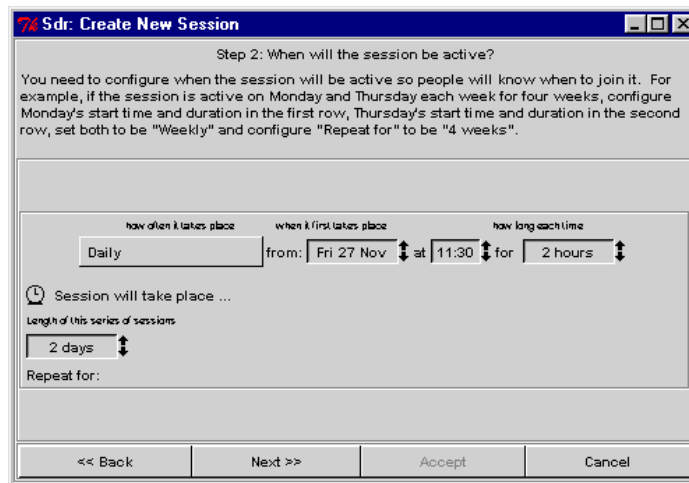 Sdr: Create New Session
Step 2: When will the session be active?
You need to configure when the session will be active so people will know when to join it. For
example, if the session is active on Monday and Thursday each week for four weeks, configure
Monday's start time and duration in the first row, Thursday's start time and duration in the second
row, set both to be "Weekly" and configure "Repeat for" to be "4 weeks".
how often it takes place when it first takes place how long each time
Daily from: Fri 27 Nov at 11:30 for 2 hours
Session will take place ...
Length of this series of sessions
2 days
Repeat for:
<< Back Next >> Accept Cancel